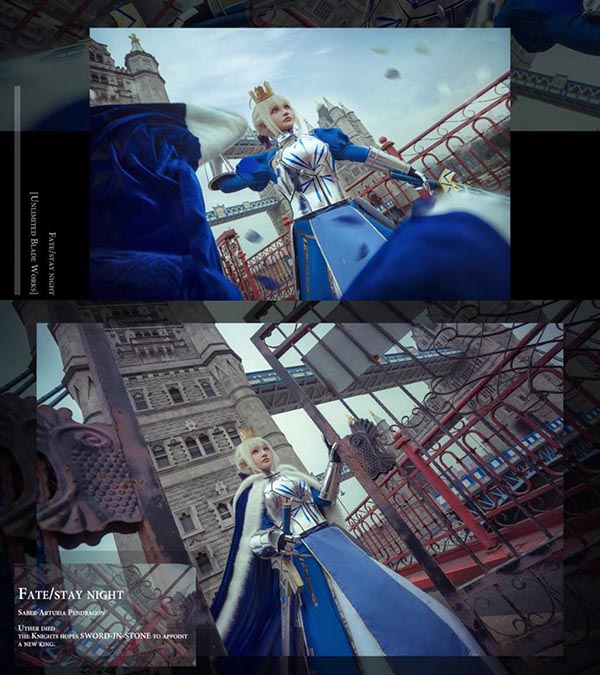 Fate/stay night
[Unlimited Blade Works]
Fate/stay night
Saber-Arturia Pendragon
Uther died
the Knights hopes SWORD-IN-STONE to appoint
a new king.